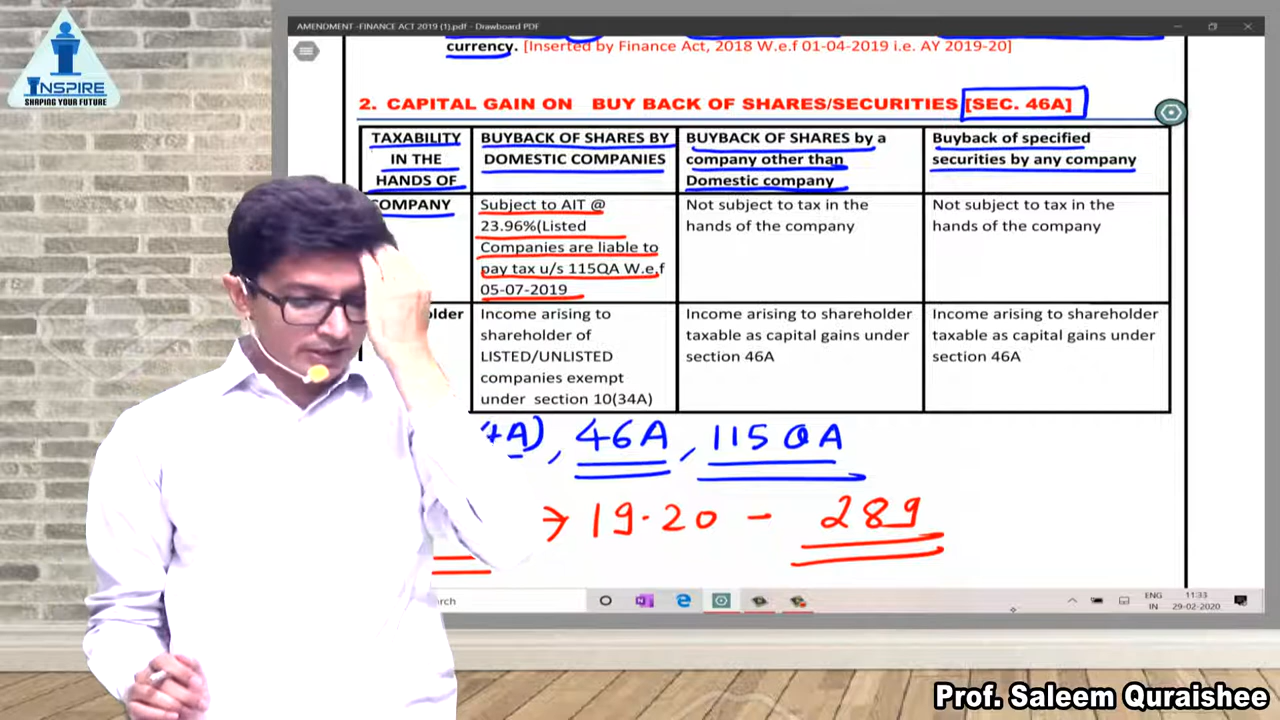 INSPIRE
SHAPING YOUR FUTURE
AMENDMENT -FINANCE ACT 2019 (1).pdf - Drawboard PDF
currency. [Inserted by Finance Act, 2018 W.e.f 01-04-2019 i.e. AY 2019-20]
2. CAPITAL GAIN ON BUY BACK OF SHARES/SECURITIES [SEC. 46A]
TAXABILITY IN THE HANDS OF
BUYBACK OF SHARES BY DOMESTIC COMPANIES
BUYBACK OF SHARES by a company other than Domestic company
Buyback of specified securities by any company
COMPANY
Subject to AIT @
23.96%(Listed
Companies are liable to
pay tax u/s 115QA W.e.f
05-07-2019
Not subject to tax in the
hands of the company
Not subject to tax in the
hands of the company
Income arising to
shareholder of
LISTED/UNLISTED
companies exempt
under section 10(34A)
Income arising to shareholder
taxable as capital gains under
section 46A
Income arising to shareholder
taxable as capital gains under
section 46A
A), 46A, 115QA
→ 19.20 - 289
ENG
IN
11:33
29-02-2020
Prof. Saleem Quraishee